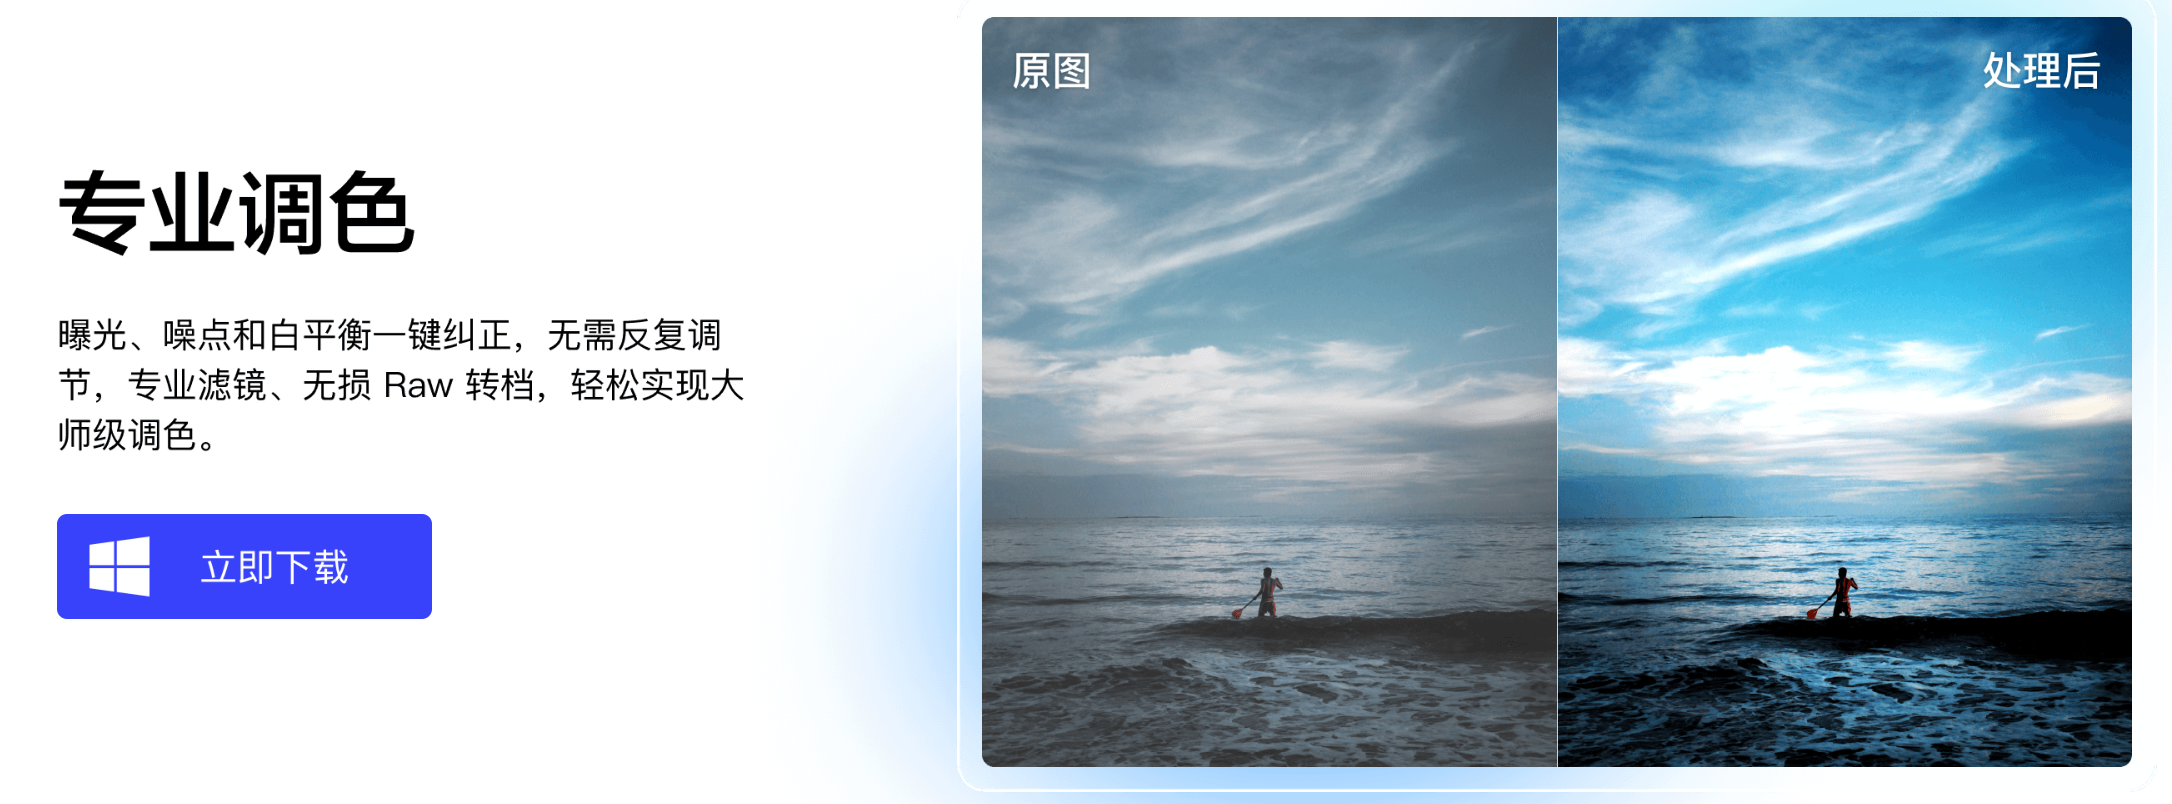 专业调色
曝光、噪点和白平衡一键纠正，无需反复调
节，专业滤镜、无损 Raw 转档，轻松实现大
师级调色。
立即下载
原图
处理后